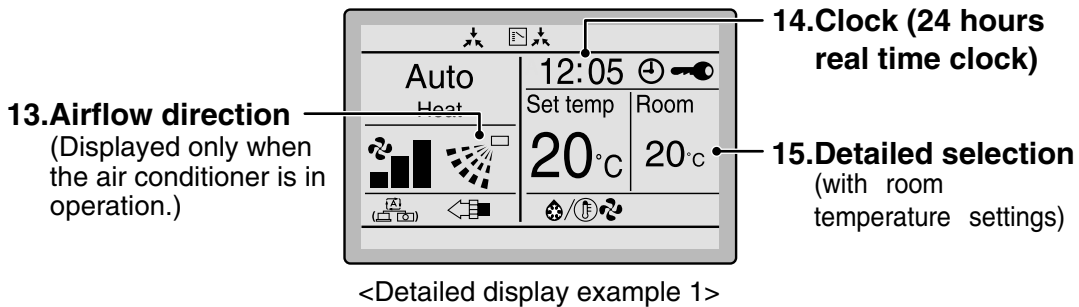 14.Clock (24 hours
real time clock)
13.Airflow direction
(Displayed only when
the air conditioner is in
operation.)
Auto
Heat
12:05
Set temp
Room
20°C
20°C
15.Detailed selection
(with room
temperature settings)
<Detailed display example 1>